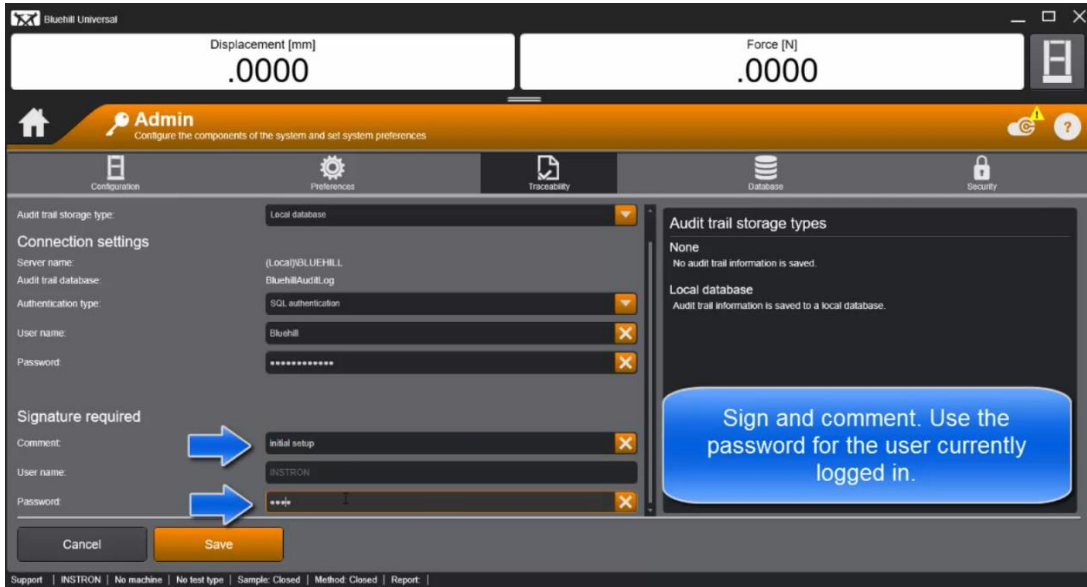 Bluehill Universal
Displacement [mm]
.0000
Force [N]
.0000
Admin
Configure the components of the system and set system preferences
?
Configuration
Preferences
Traceability
Database
Security
Audit trail storage type:
Local database
Connection settings
Server name:
(Local)\BLUEHILL
Audit trail database:
BluehillAuditLog
Authentication type:
SQL authentication
User name:
Bluehill
Password:
Signature required
Comment:
initial setup
User name:
INSTRON
Password:
Audit trail storage types
None
No audit trail information is saved.
Local database
Audit trail information is saved to a local database.
Sign and comment. Use the
password for the user currently
logged in.
Cancel
Save
Support | INSTRON | No machine | No test type | Sample: Closed | Method: Closed | Report: |